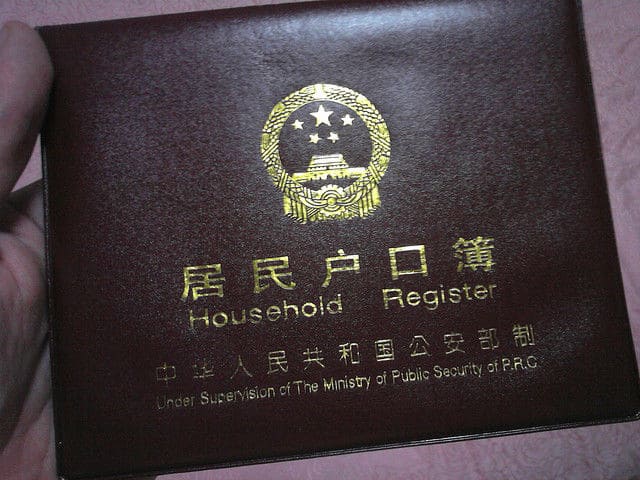 居民户口簿
Household Register
中华人民共和国公安部制
Under Supervision of The Ministry of Public Security of P.R.C